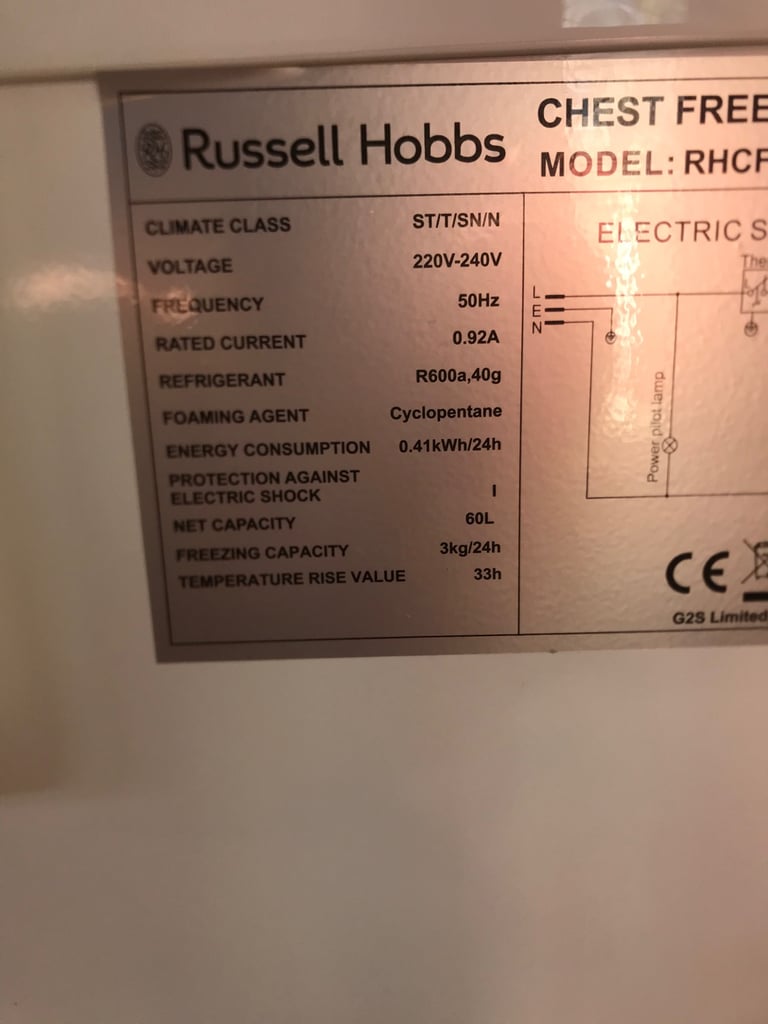 Russell Hobbs
CHEST FREE
MODEL: RHCF
CLIMATE CLASS ST/T/SN/N
VOLTAGE 220V-240V
FREQUENCY 50Hz
RATED CURRENT 0.92A
REFRIGERANT R600a,40g
FOAMING AGENT Cyclopentane
ENERGY CONSUMPTION 0.41kWh/24h
PROTECTION AGAINST
ELECTRIC SHOCK I
NET CAPACITY 60L
FREEZING CAPACITY 3kg/24h
TEMPERATURE RISE VALUE 33h
ELECTRIC S
The
L
E
N
Power pilot lamp
CE
G2S Limited